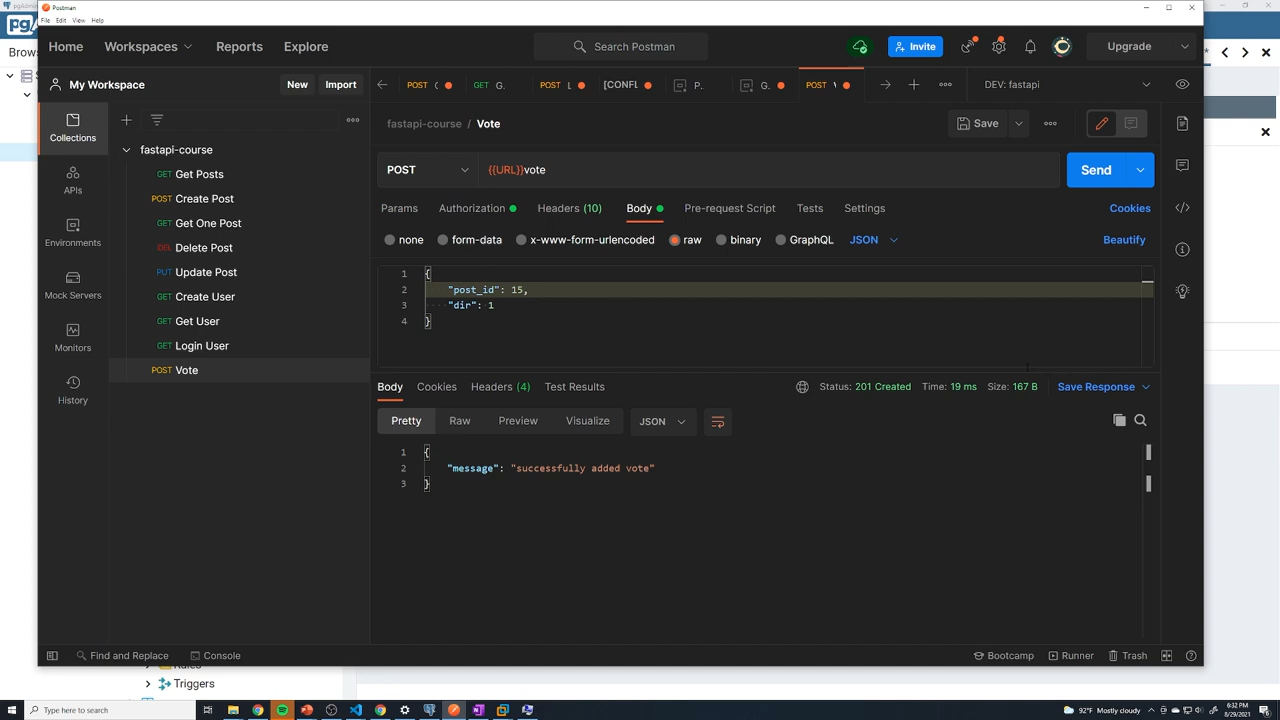 Postman
File Edit View Help
Home Workspaces Reports Explore Search Postman Invite Upgrade
My Workspace New Import
POST GET G. POST [CONFL P. G. POST DEV: fastapi
fastapi-course / Vote Save
POST {{URL}}vote Send
Params Authorization Headers (10) Body Pre-request Script Tests Settings Cookies
none form-data x-www-form-urlencoded raw binary GraphQL JSON Beautify
1 {
2 "post_id": 15,
3 "dir": 1
4 }
Collections
APIs
Environments
Mock Servers
Monitors
History
fastapi-course
GET Get Posts
POST Create Post
GET Get One Post
DEL Delete Post
PUT Update Post
GET Create User
GET Get User
GET Login User
POST Vote
Body Cookies Headers (4) Test Results Status: 201 Created Time: 19 ms Size: 167 B Save Response
Pretty Raw Preview Visualize JSON
1 {
2 "message": "successfully added vote"
3 }
Find and Replace Console Bootcamp Runner Trash
Triggers
Type here to search
92°F Mostly cloudy
6:32 PM
8/29/2021